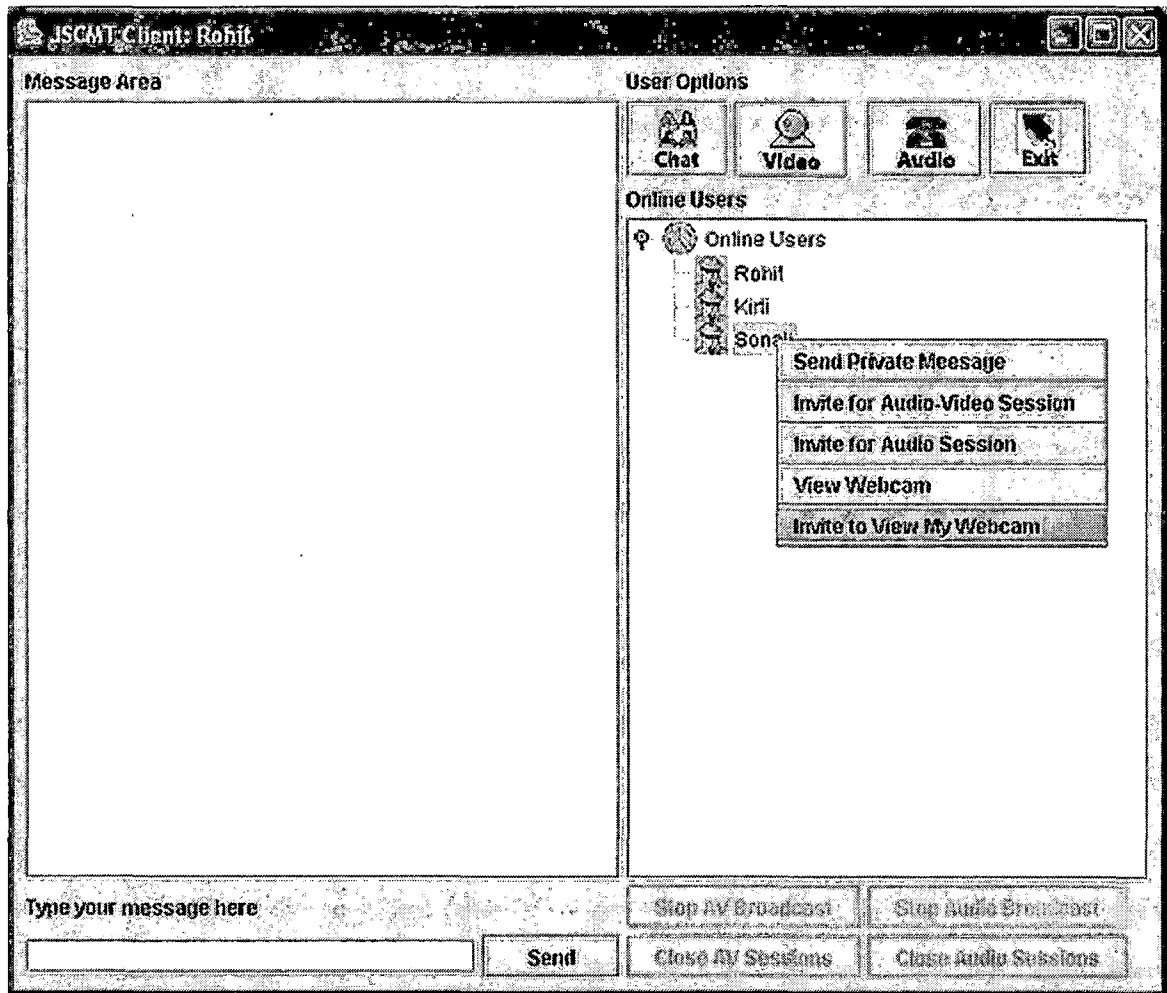 JSCMT Client: Rohit
Message Area
User Options
Chat
Video
Audio
Exit
Online Users
Online Users
Rohit
Kirti
Send Private Meesage
Invite for Audio-Video Session
Invite for Audio Session
View Webcam
Invite to View My Webcam
Type your message here
Send
Stop AV Broadcast
Stop Audio Broadcast
Close AV Sessions
Close Audio Sessions